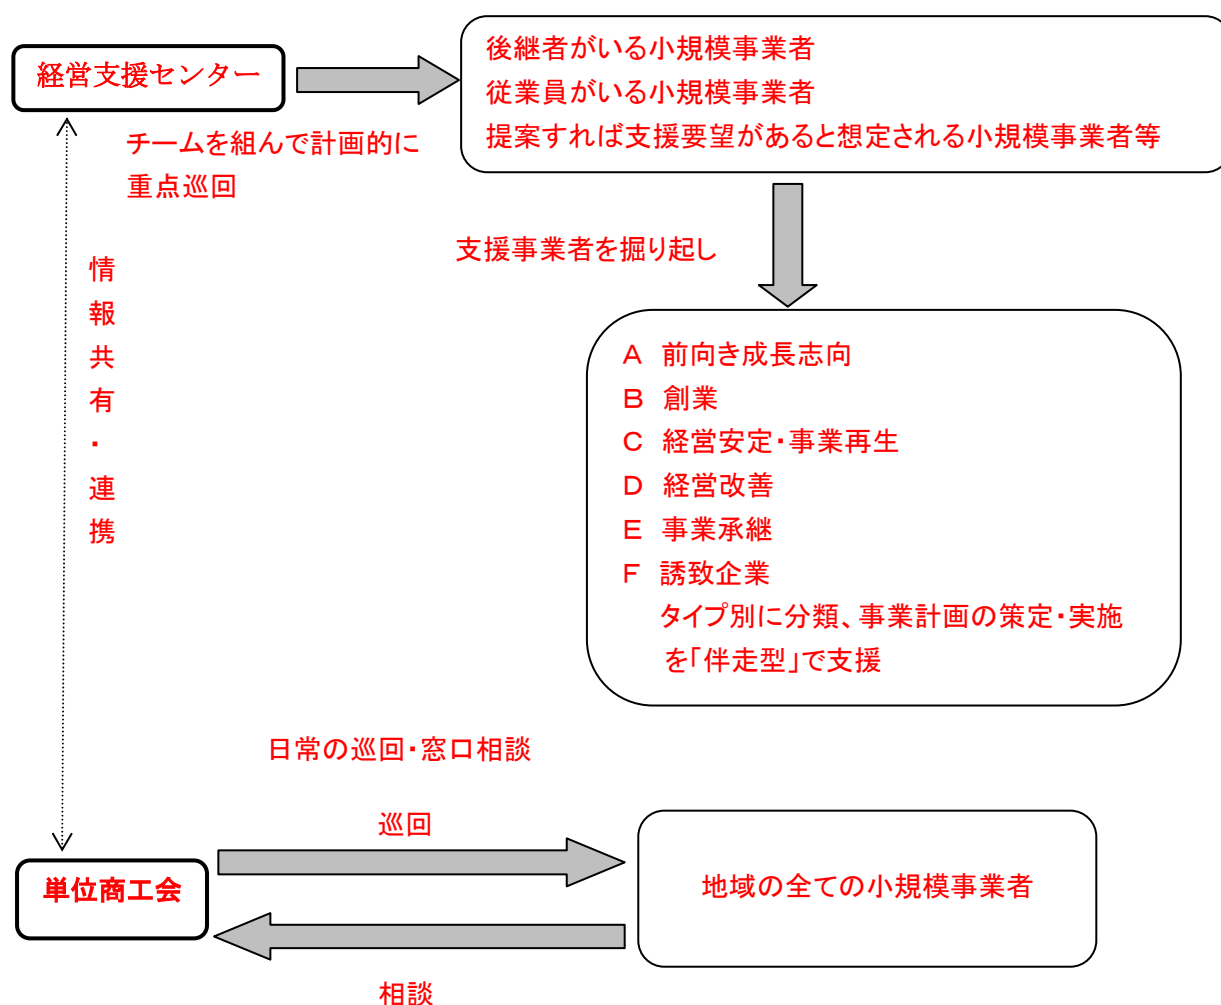 経営支援センター
後継者がいる小規模事業者
従業員がいる小規模事業者
提案すれば支援要望があると想定される小規模事業者等
チームを組んで計画的に
重点巡回
支援事業者を掘り起し
情報共有・連携
A 前向き成長志向
B 創業
C 経営安定・事業再生
D 経営改善
E 事業承継
F 誘致企業
タイプ別に分類、事業計画の策定・実施
を「伴走型」で支援
日常の巡回・窓口相談
巡回
単位商工会
地域の全ての小規模事業者
相談